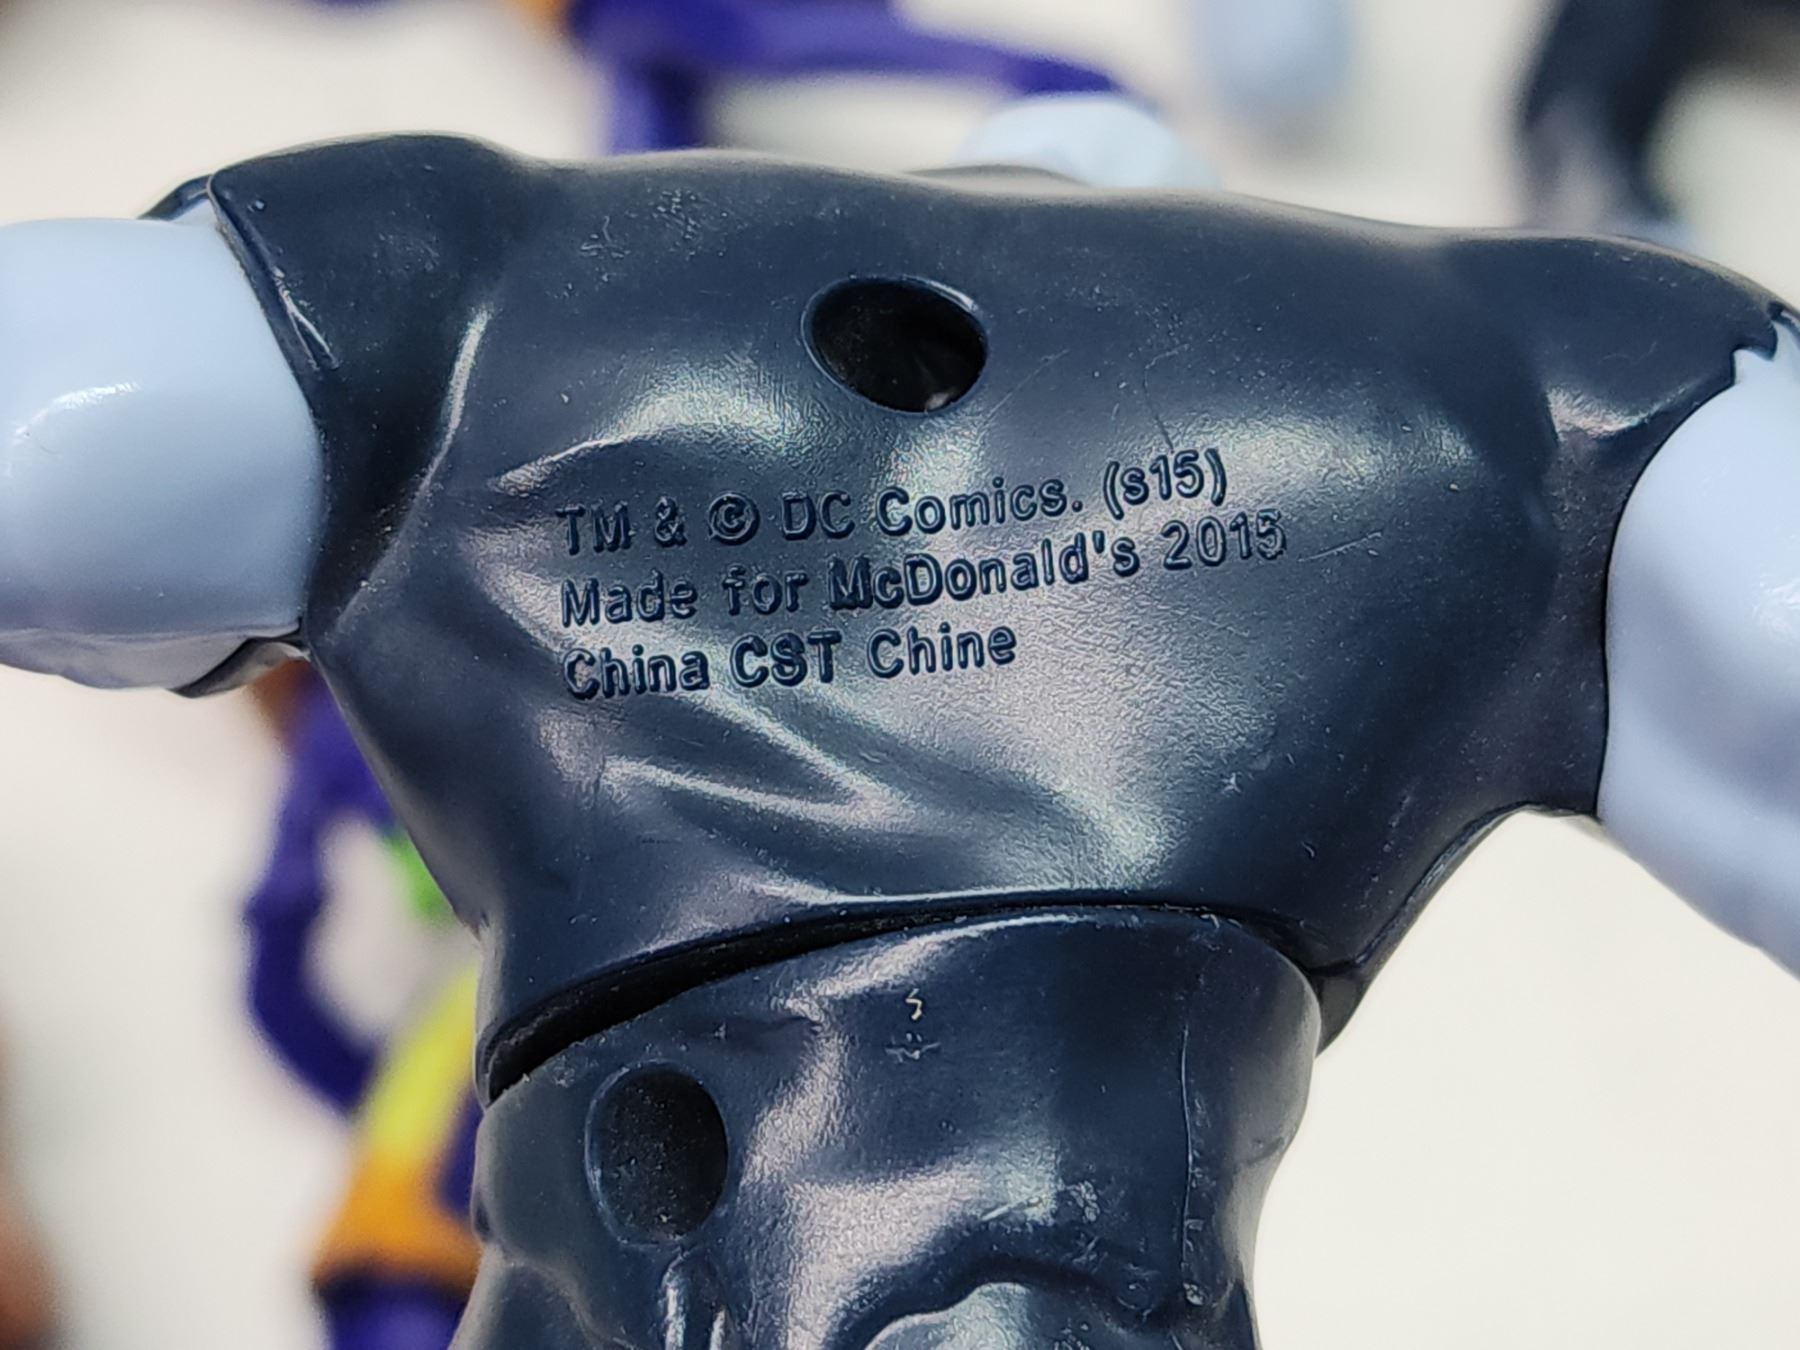 TM & © DC Comics. (s15)
Made for McDonald's 2015
China CST Chine